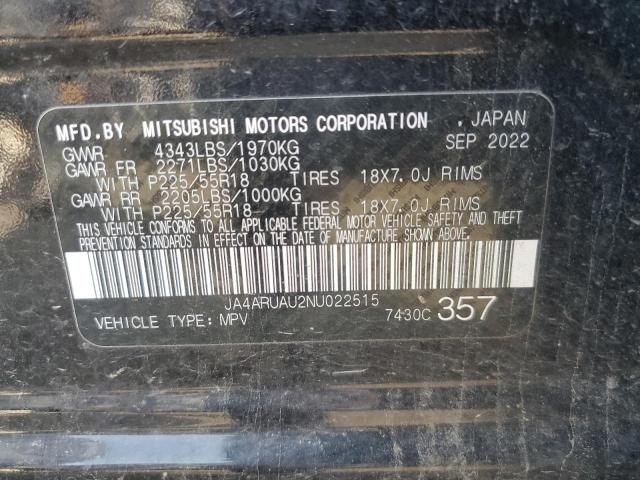 MFD.BY MITSUBISHI MOTORS CORPORATION . JAPAN
GVWR 4343LBS/1970KG SEP 2022
GAWR FR 2271LBS/1030KG
WITH P225/55R18 TIRES 18X7.0J RIMS
GAWR RR 2205LBS/1000KG
WITH P225/55R18 TIRES 18X7.0J RIMS
THIS VEHICLE CONFORMS TO ALL APPLICABLE FEDERAL MOTOR VEHICLE SAFETY AND THEFT
PREVENTION STANDARDS IN EFFECT ON THE DATE OF MANUFACTURE SHOWN ABOVE.
JA4ARUAU2NU022515
VEHICLE TYPE: MPV 7430C 357